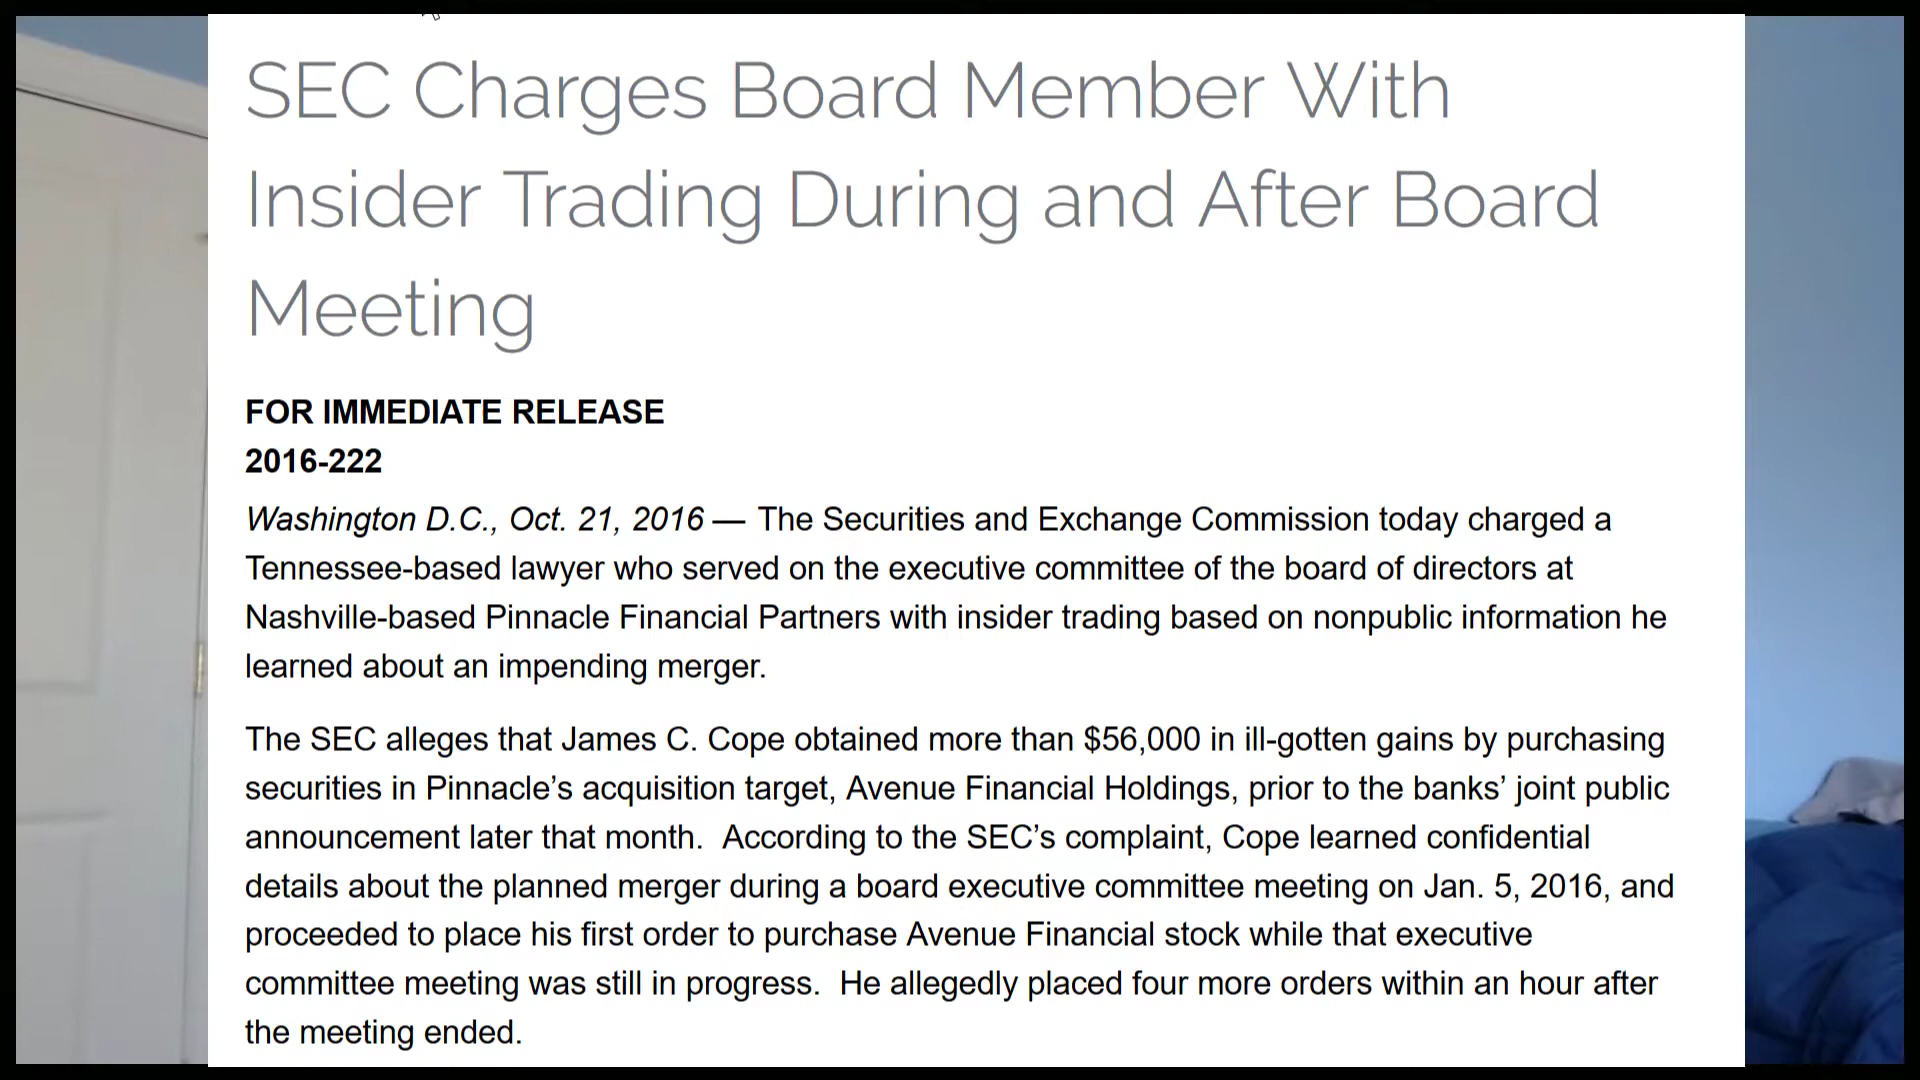 SEC Charges Board Member With
Insider Trading During and After Board
Meeting
FOR IMMEDIATE RELEASE
2016-222
Washington D.C., Oct. 21, 2016 — The Securities and Exchange Commission today charged a
Tennessee-based lawyer who served on the executive committee of the board of directors at
Nashville-based Pinnacle Financial Partners with insider trading based on nonpublic information he
learned about an impending merger.
The SEC alleges that James C. Cope obtained more than $56,000 in ill-gotten gains by purchasing
securities in Pinnacle’s acquisition target, Avenue Financial Holdings, prior to the banks’ joint public
announcement later that month.  According to the SEC’s complaint, Cope learned confidential
details about the planned merger during a board executive committee meeting on Jan. 5, 2016, and
proceeded to place his first order to purchase Avenue Financial stock while that executive
committee meeting was still in progress.  He allegedly placed four more orders within an hour after
the meeting ended.